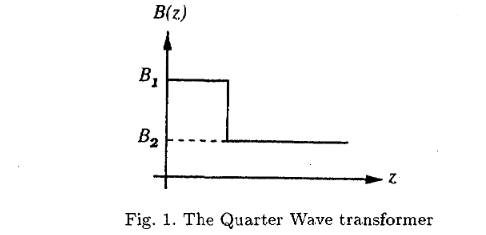 B(z)
B1
B2
z
Fig. 1. The Quarter Wave transformer